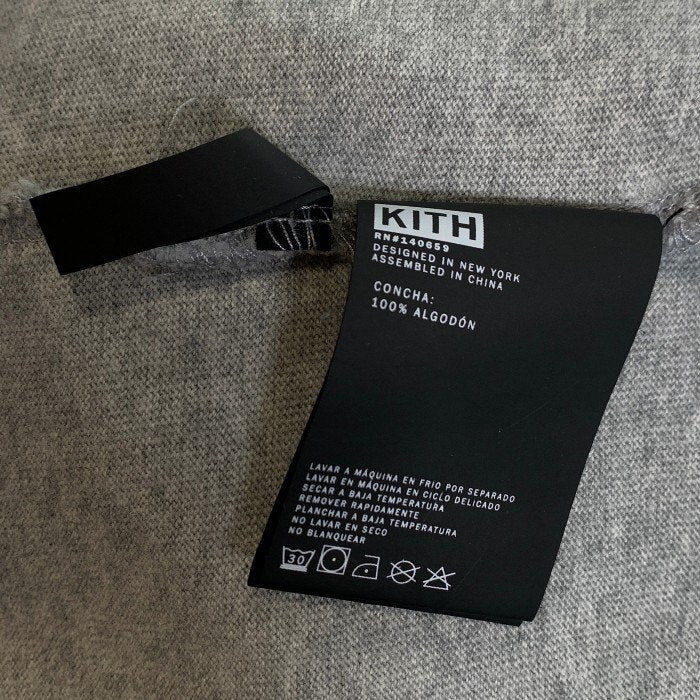 KITH
RN#140659
DESIGNED IN NEW YORK
ASSEMBLED IN CHINA
CONCHA:
100% ALGODÓN
LAVAR A MÁQUINA EN FRIO POR SEPARADO
LAVAR EN MÁQUINA EN CICLO DELICADO
SECAR A BAJA TEMPERATURA
REMOVER RAPIDAMENTE
PLANCHAR A BAJA TEMPERATURA
NO LAVAR EN SECO
NO BLANQUEAR
30